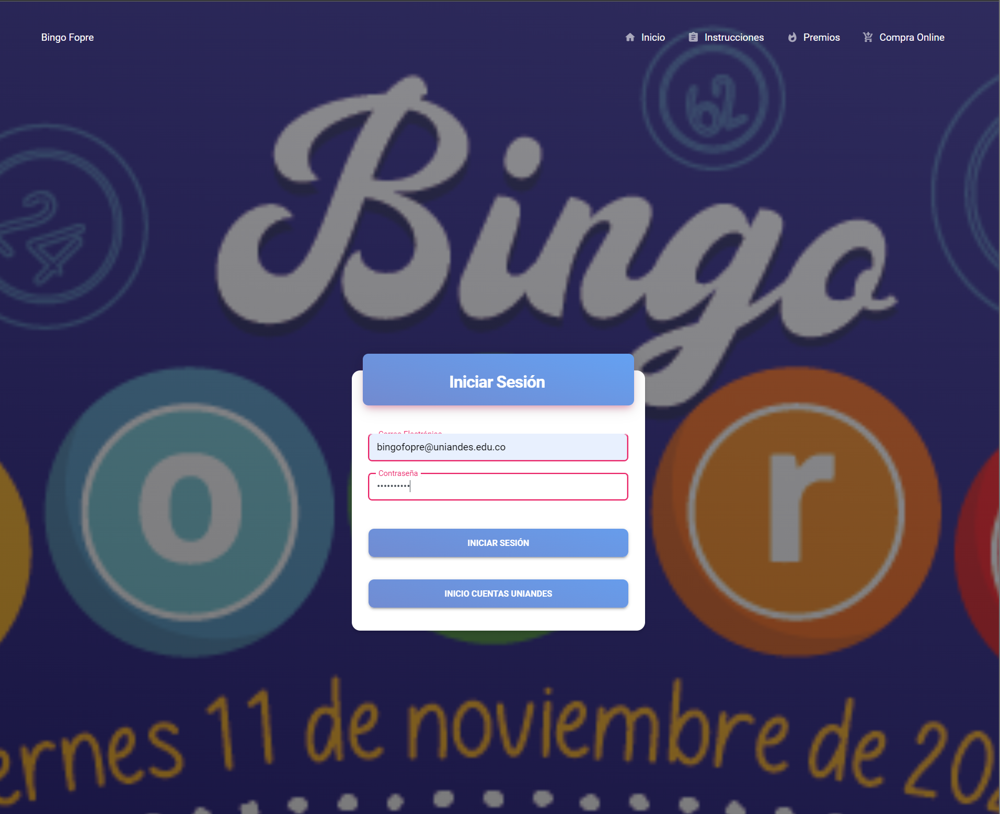 Bingo Fopre
Inicio
Instrucciones
Premios
Compra Online
62
24
Bingo
Iniciar Sesión
Correo Electrónico
bingofopre@uniandes.edu.co
Contraseña
••••••••••
INICIAR SESIÓN
INICIO CUENTAS UNIANDES
o
r
ernes 11 de noviembre de 20